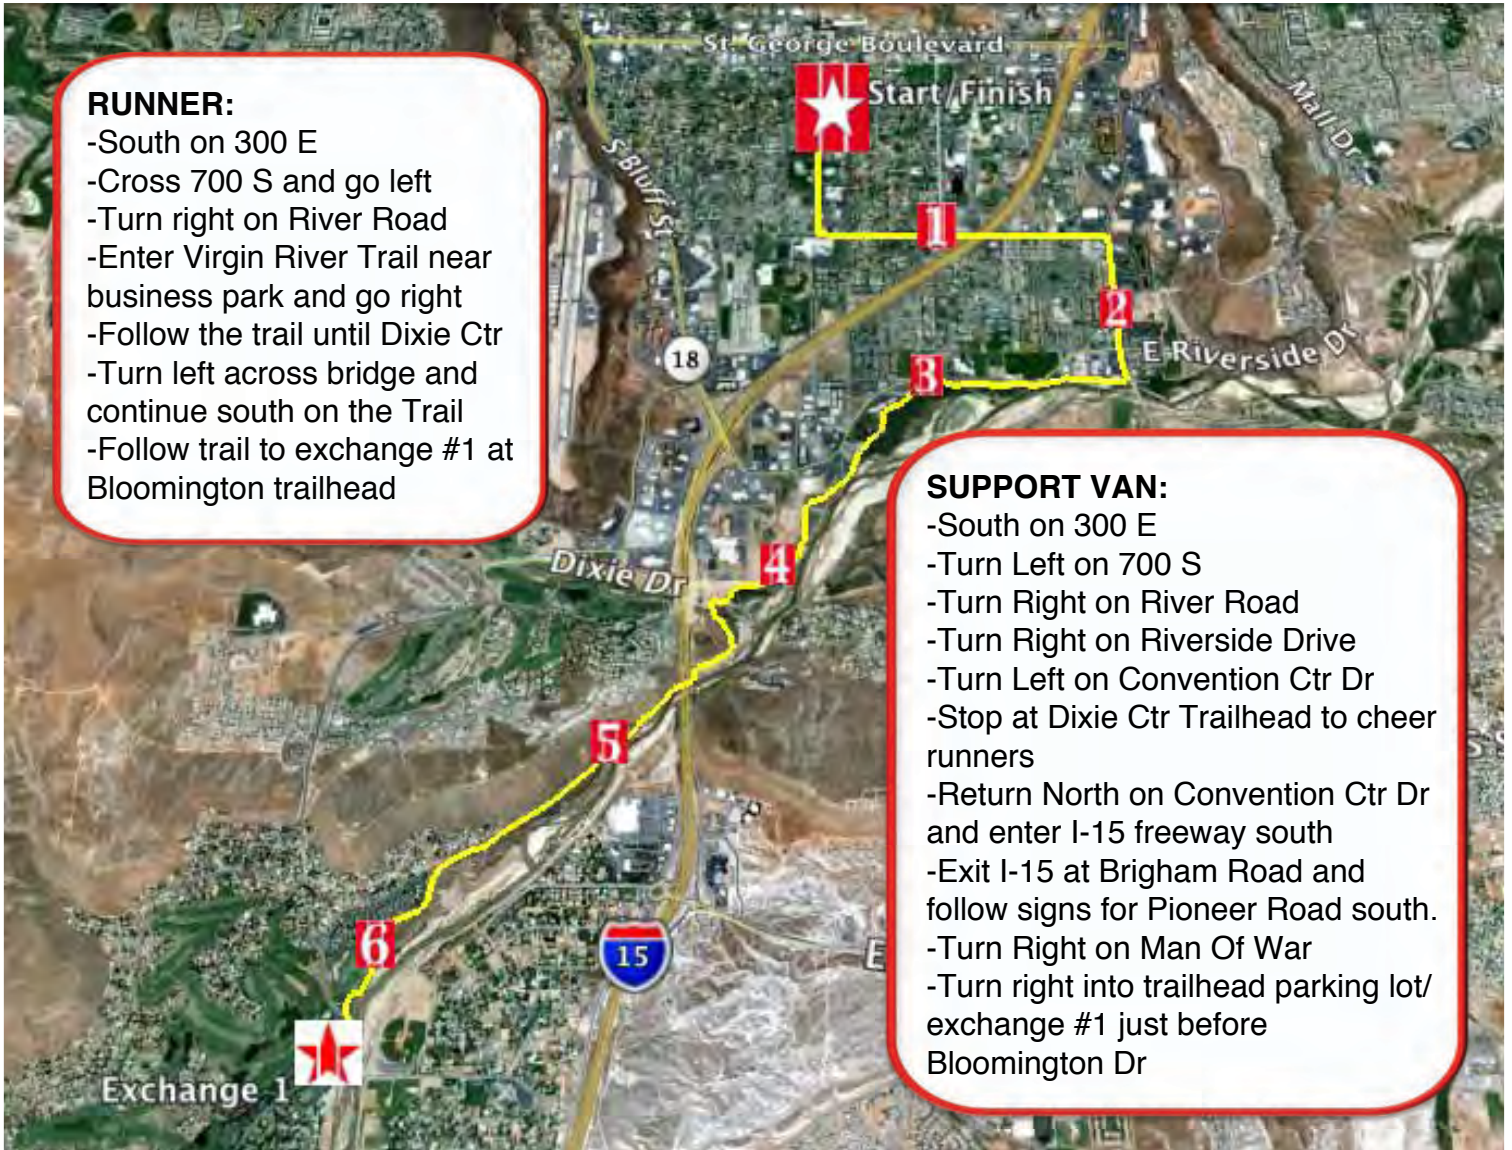 St. George Boulevard
Start/Finish
Mall Dr
S Bluff St
RUNNER:
-South on 300 E
-Cross 700 S and go left
-Turn right on River Road
-Enter Virgin River Trail near
business park and go right
-Follow the trail until Dixie Ctr
-Turn left across bridge and
continue south on the Trail
-Follow trail to exchange #1 at
Bloomington trailhead
1
2
E Riverside Dr
18
3
Dixie Dr
4
5
6
15
E
Exchange 1
SUPPORT VAN:
-South on 300 E
-Turn Left on 700 S
-Turn Right on River Road
-Turn Right on Riverside Drive
-Turn Left on Convention Ctr Dr
-Stop at Dixie Ctr Trailhead to cheer
runners
-Return North on Convention Ctr Dr
and enter I-15 freeway south
-Exit I-15 at Brigham Road and
follow signs for Pioneer Road south.
-Turn Right on Man Of War
-Turn right into trailhead parking lot/
exchange #1 just before
Bloomington Dr